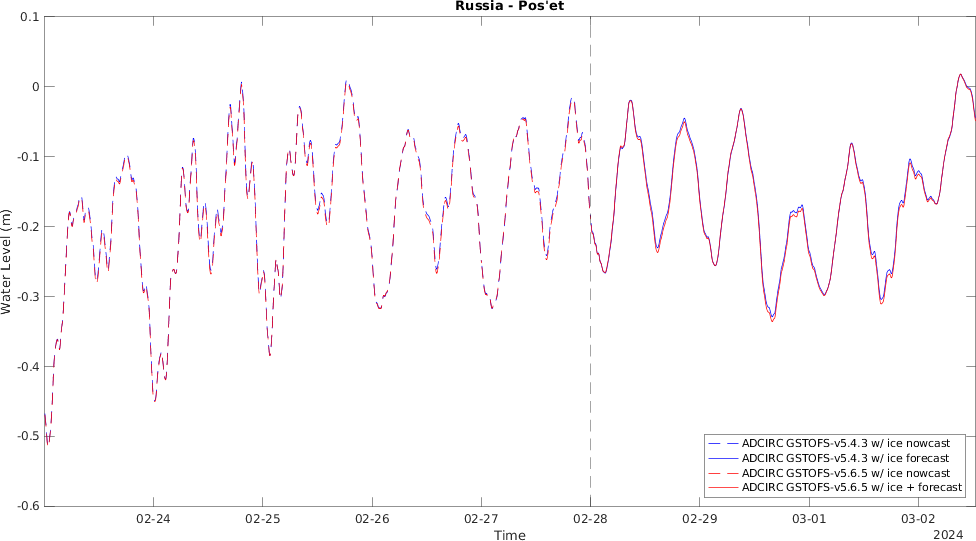 Russia - Pos'et
0.1
0
-0.1
-0.2
-0.3
-0.4
-0.5
-0.6
Water Level (m)
02-24
02-25
02-26
02-27
02-28
02-29
03-01
03-02
Time
2024
ADCIRC GSTOFS-v5.4.3 w/ ice nowcast
ADCIRC GSTOFS-v5.4.3 w/ ice forecast
ADCIRC GSTOFS-v5.6.5 w/ ice nowcast
ADCIRC GSTOFS-v5.6.5 w/ ice + forecast